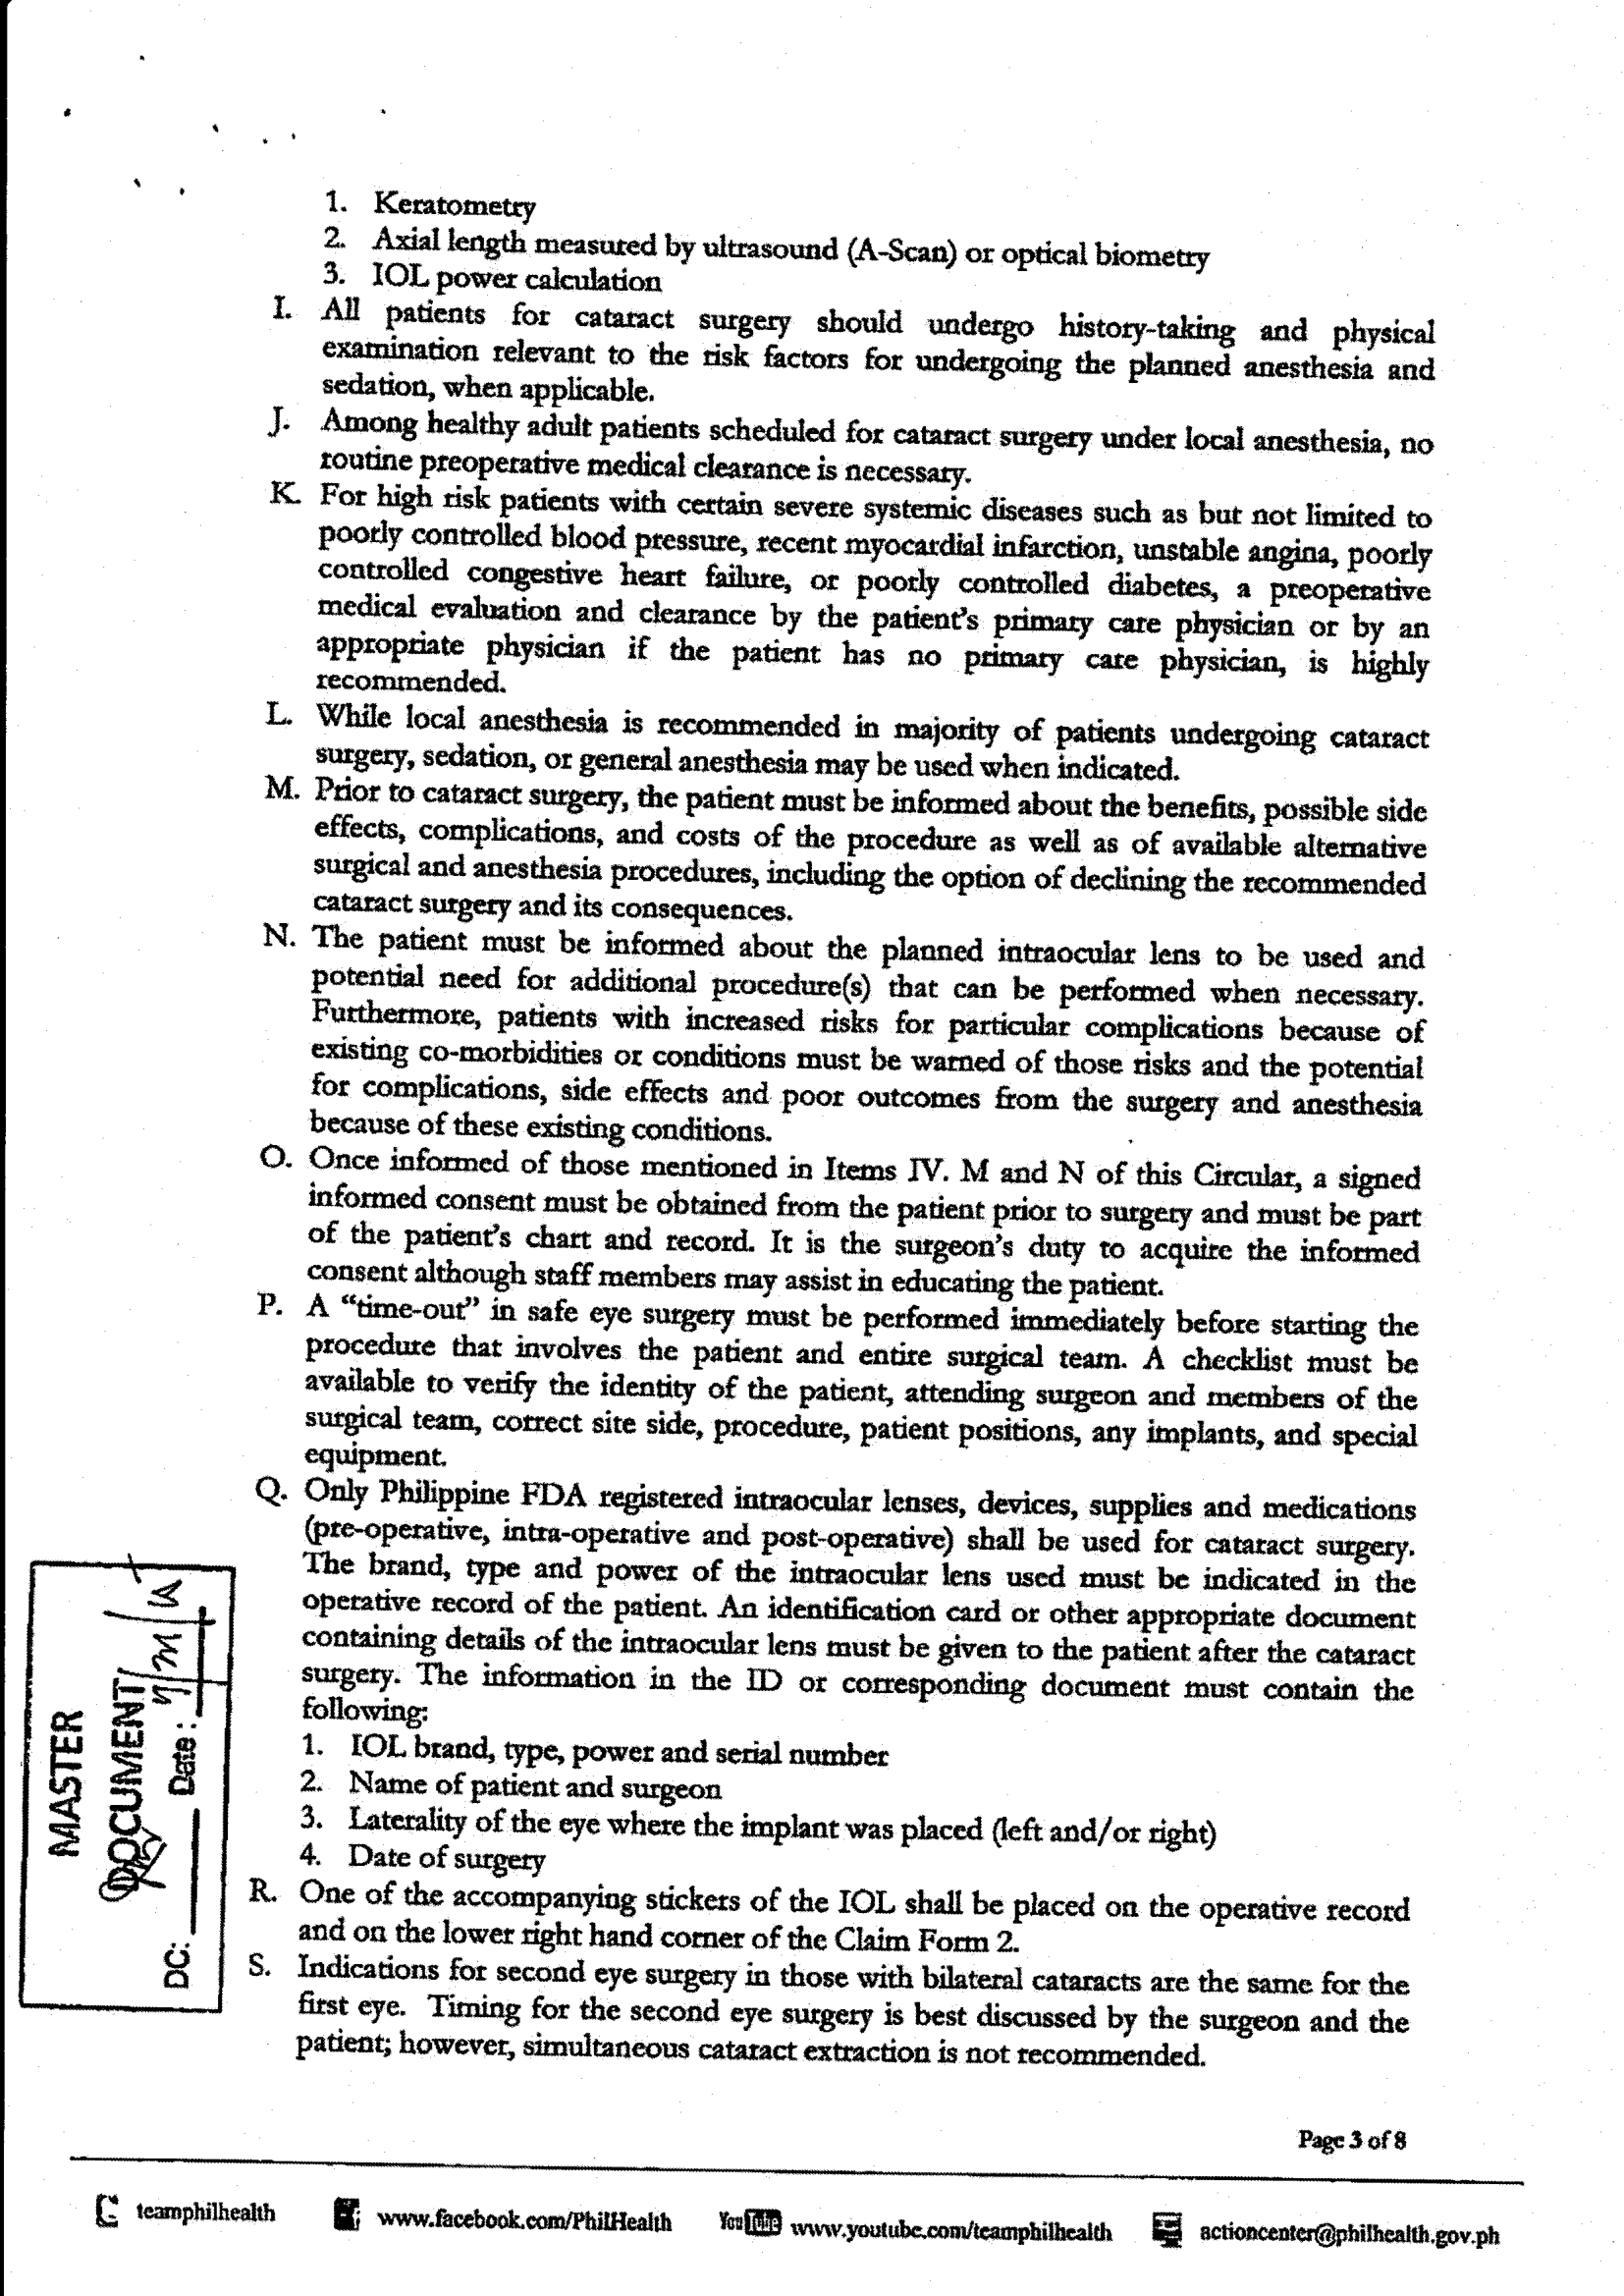 1. Keratometry
2. Axial length measured by ultrasound (A-Scan) or optical biometry
3. IOL power calculation
I. All patients for cataract surgery should undergo history-taking and physical
examination relevant to the risk factors for undergoing the planned anesthesia and
sedation, when applicable.
J. Among healthy adult patients scheduled for cataract surgery under local anesthesia, no
routine preoperative medical clearance is necessary.
K. For high risk patients with certain severe systemic diseases such as but not limited to
poorly controlled blood pressure, recent myocardial infarction, unstable angina, poorly
controlled congestive heart failure, or poorly controlled diabetes, a preoperative
medical evaluation and clearance by the patient's primary care physician or by an
appropriate physician if the patient has no primary care physician, is highly
recommended.
L. While local anesthesia is recommended in majority of patients undergoing cataract
surgery, sedation, or general anesthesia may be used when indicated.
M. Prior to cataract surgery, the patient must be informed about the benefits, possible side
effects, complications, and costs of the procedure as well as of available alternative
surgical and anesthesia procedures, including the option of declining the recommended
cataract surgery and its consequences.
N. The patient must be informed about the planned intraocular lens to be used and
potential need for additional procedure(s) that can be performed when necessary.
Furthermore, patients with increased risks for particular complications because of
existing co-morbidities or conditions must be warned of those risks and the potential
for complications, side effects and poor outcomes from the surgery and anesthesia
because of these existing conditions.
O. Once informed of those mentioned in Items IV. M and N of this Circular, a signed
informed consent must be obtained from the patient prior to surgery and must be part
of the patient's chart and record. It is the surgeon's duty to acquire the informed
consent although staff members may assist in educating the patient.
P. A "time-out" in safe eye surgery must be performed immediately before starting the
procedure that involves the patient and entire surgical team. A checklist must be
available to verify the identity of the patient, attending surgeon and members of the
surgical team, correct site side, procedure, patient positions, any implants, and special
equipment.
Q. Only Philippine FDA registered intraocular lenses, devices, supplies and medications
(pre-operative, intra-operative and post-operative) shall be used for cataract surgery.
The brand, type and power of the intraocular lens used must be indicated in the
operative record of the patient. An identification card or other appropriate document
containing details of the intraocular lens must be given to the patient after the cataract
surgery. The information in the ID or corresponding document must contain the
following:
1. IOL brand, type, power and serial number
2. Name of patient and surgeon
3. Laterality of the eye where the implant was placed (left and/or right)
4. Date of surgery
R. One of the accompanying stickers of the IOL shall be placed on the operative record
and on the lower right hand corner of the Claim Form 2.
S. Indications for second eye surgery in those with bilateral cataracts are the same for the
first eye. Timing for the second eye surgery is best discussed by the surgeon and the
patient; however, simultaneous cataract extraction is not recommended.
MASTER
DOCUMENT
DC: Date:
Page 3 of 8
teamphilhealth www.facebook.com/PhilHealth YouTube www.youtube.com/teamphilhealth actioncenter@philhealth.gov.ph